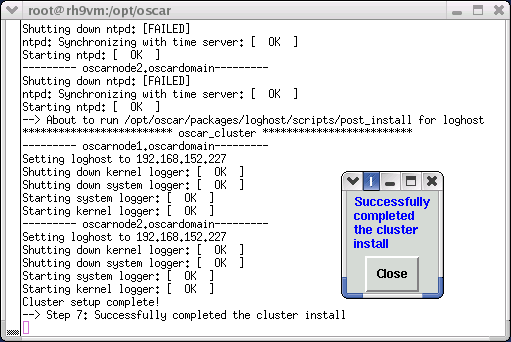 root@rh9vm:/opt/oscar
Shutting down ntpd: [FAILED]
ntpd: Synchronizing with time server: [  OK  ]
Starting ntpd: [  OK  ]
--------- oscarnode2.oscardomain---------
Shutting down ntpd: [FAILED]
ntpd: Synchronizing with time server: [  OK  ]
Starting ntpd: [  OK  ]
--> About to run /opt/oscar/packages/loghost/scripts/post_install for loghost
************************* oscar_cluster *************************
--------- oscarnode1.oscardomain---------
Setting loghost to 192.168.152.227
Shutting down kernel logger: [  OK  ]
Shutting down system logger: [  OK  ]
Starting system logger: [  OK  ]
Starting kernel logger: [  OK  ]
--------- oscarnode2.oscardomain---------
Setting loghost to 192.168.152.227
Shutting down kernel logger: [  OK  ]
Shutting down system logger: [  OK  ]
Starting system logger: [  OK  ]
Starting kernel logger: [  OK  ]
Cluster setup complete!
--> Step 7: Successfully completed the cluster install
Successfully
completed
the cluster
install
Close